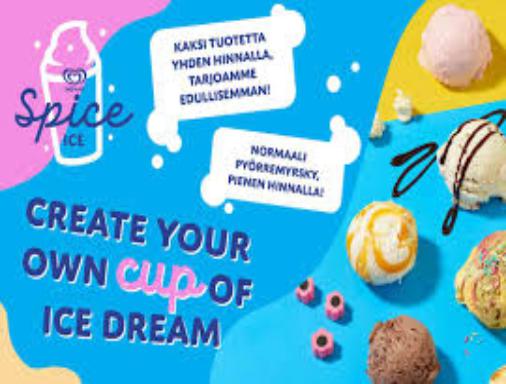 Spice
ICE
KAKSI TUOTETTA
YHDEN HINNALLA,
TARJOAMME
EDULLISEMMAN!
NORMAALI
PYÖRREMYRSKY,
PIENEN HINNALLA!
CREATE YOUR
OWN cup OF
ICE DREAM